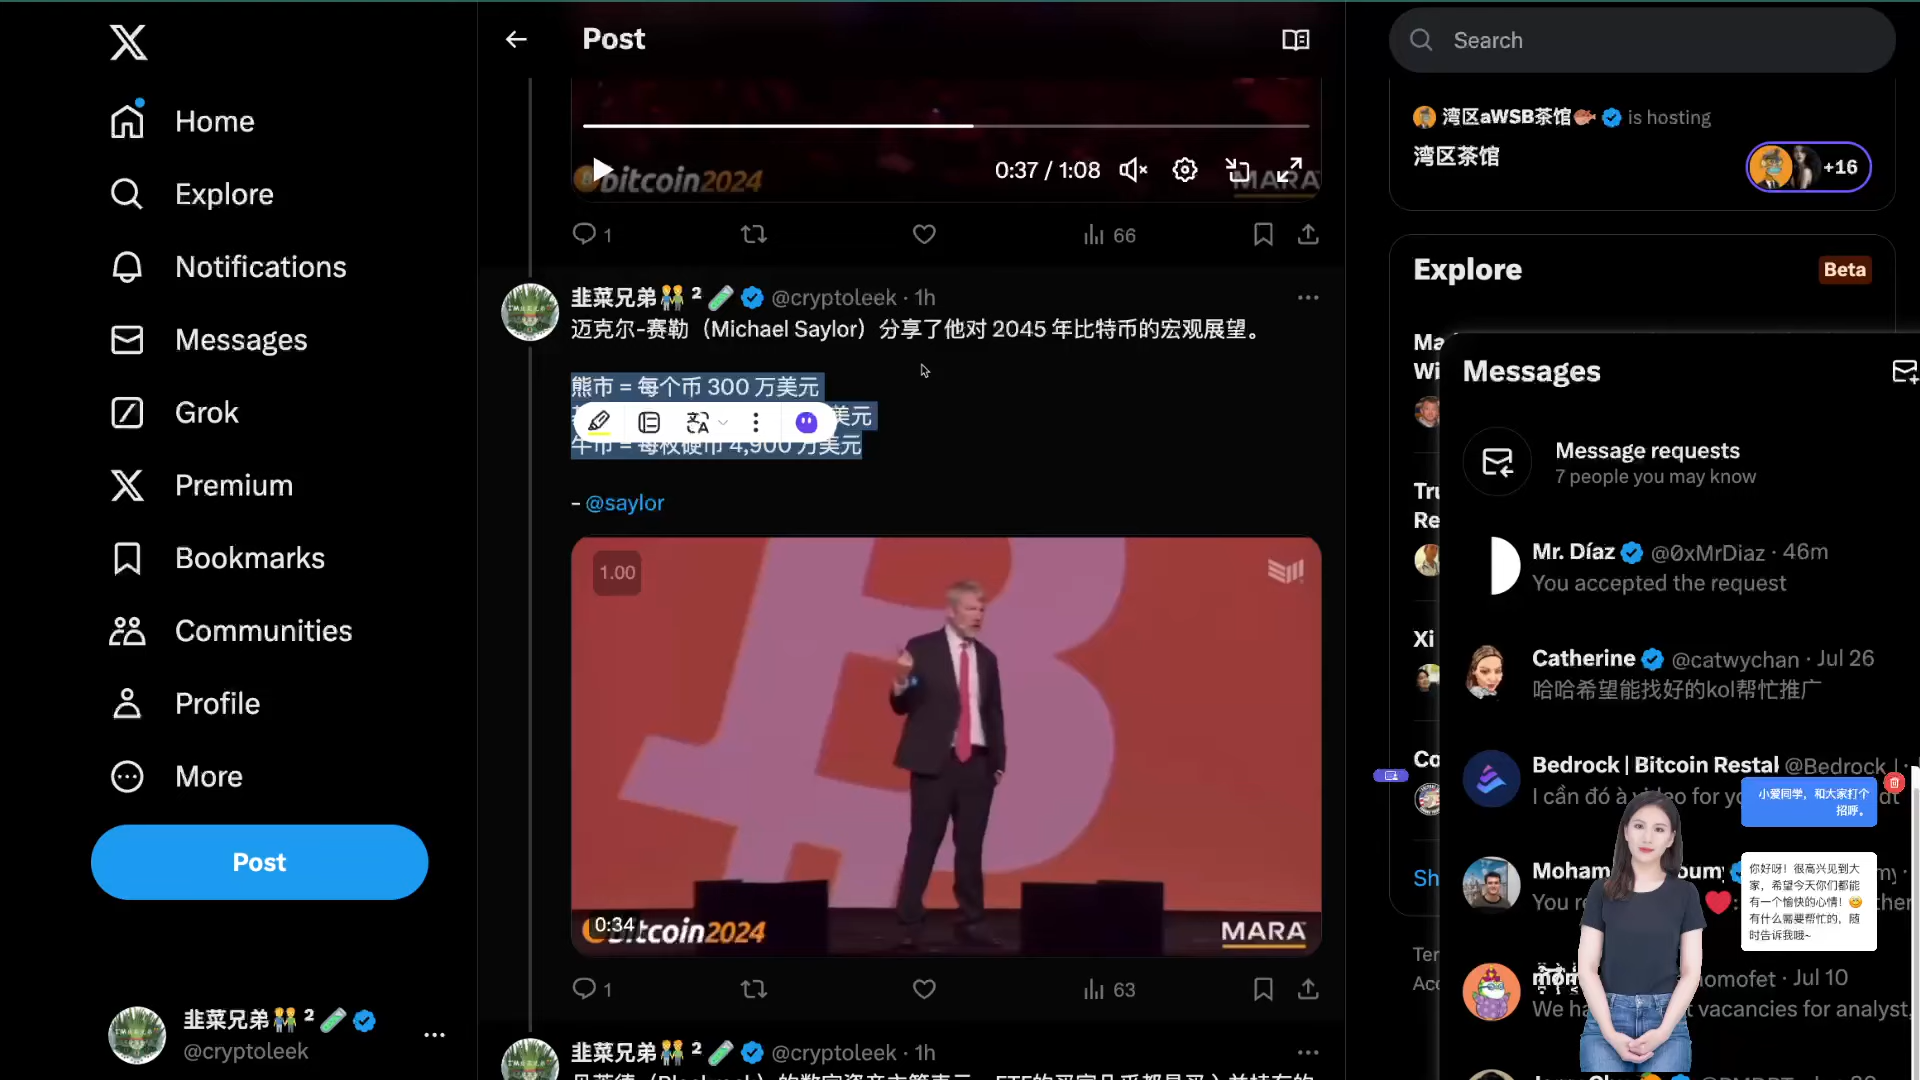 Home
Explore
Notifications
Messages
Grok
Premium
Bookmarks
Communities
Profile
More
Post
韭菜兄弟👬² 🧪
@cryptoleek
Post
bitcoin2024
0:37 / 1:08
MARA
1
66
韭菜兄弟👬² 🧪 @cryptoleek · 1h
迈克尔-赛勒（Michael Saylor）分享了他对 2045 年比特币的宏观展望。
熊市 = 每个币 300 万美元
美元
牛市 = 每枚硬币 4,900 万美元
– @saylor
1.00
0:34
bitcoin2024
MARA
1
63
韭菜兄弟👬² 🧪 @cryptoleek · 1h
Search
湾区aWSB茶馆🐡 is hosting
湾区茶馆
+16
Explore
Beta
Ma
Wi
Tru
Re
Xi
Co
Sh
Ter
Acc
Messages
Message requests
7 people you may know
Mr. Díaz @0xMrDiaz · 46m
You accepted the request
Catherine @catwychan · Jul 26
哈哈希望能找好的kol帮忙推广
Bedrock | Bitcoin Restal @Bedrock
I cần đó à video for yo
小爱同学，和大家打个
招呼。
Moham
oum
You re
你好呀！很高兴见到大
家，希望今天你们都能
有一个愉快的心情！😊
有什么需要帮忙的，随
时告诉我哦~
omofet · Jul 10
We ha
vacancies for analyst,